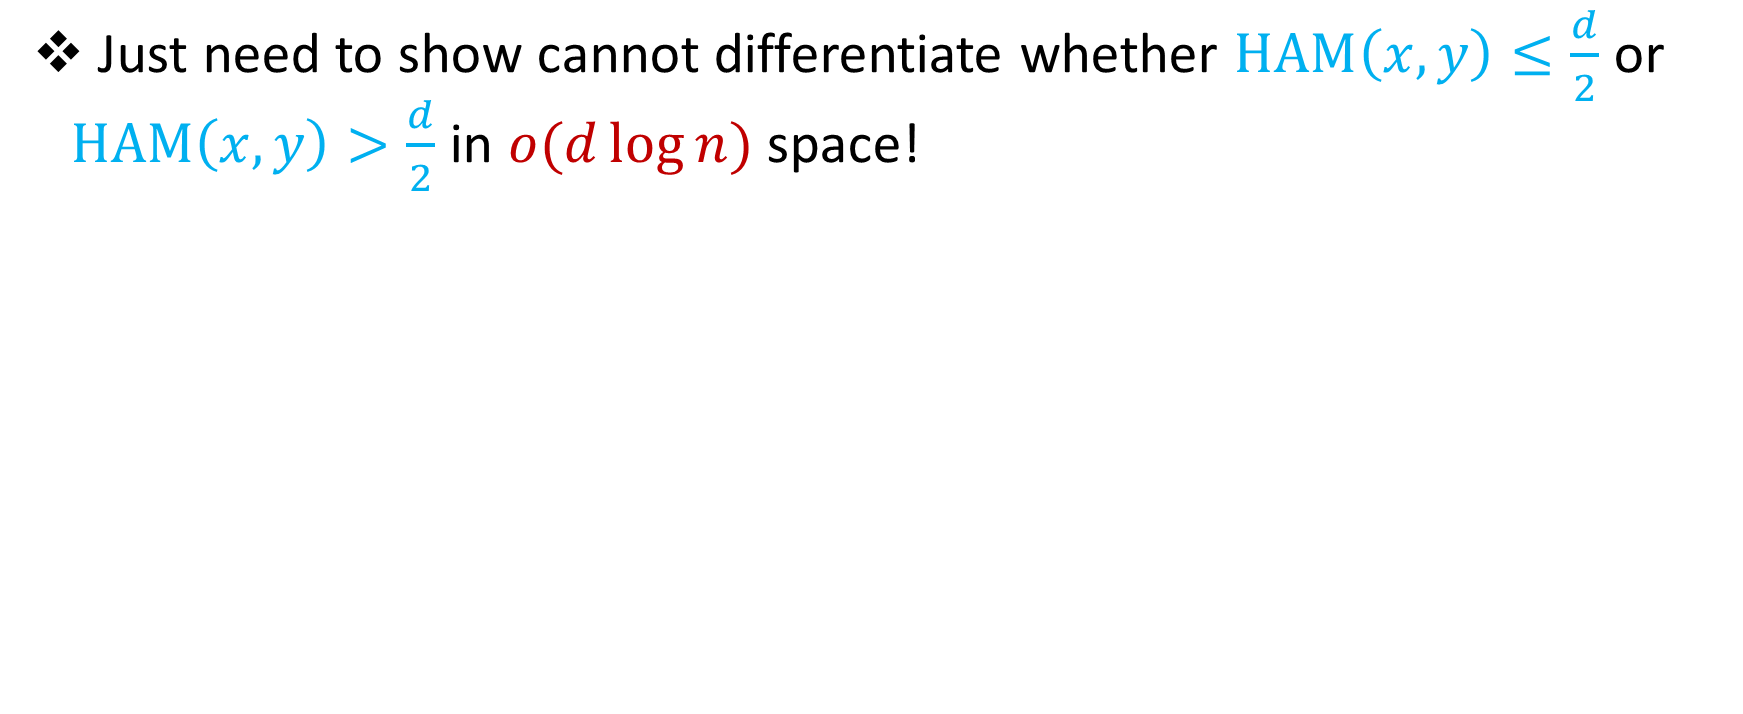 ❖ Just need to show cannot differentiate whether HAM(x, y) ≤ d/2 or
HAM(x, y) > d/2 in o(d log n) space!